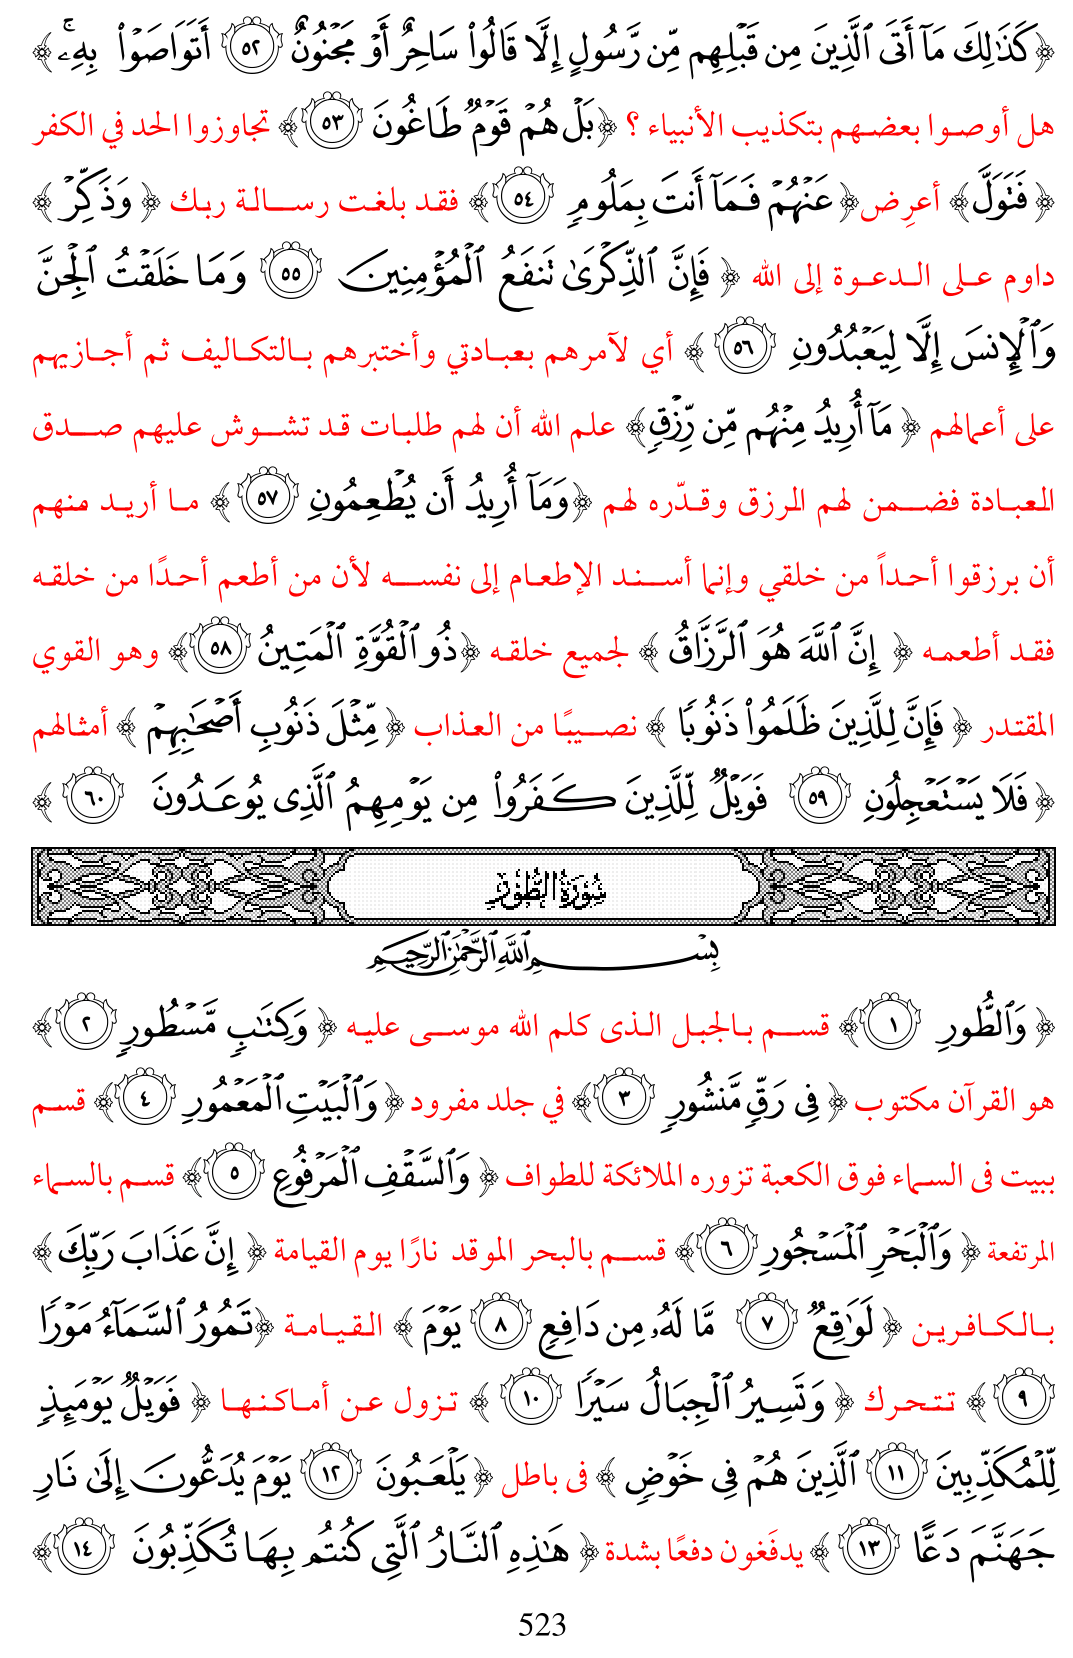 ﴿كَذَٰلِكَ مَآ أَتَى ٱلَّذِينَ مِن قَبْلِهِم مِّن رَّسُولٍ إِلَّا قَالُوا۟ سَاحِرٌ أَوْ مَجْنُونٌ ٥٢ أَتَوَاصَوْا۟ بِهِۦۚ﴾
هل أوصوا بعضهم بتكذيب الأنبياء ؟ ﴿بَلْ هُمْ قَوْمٌ طَاغُونَ ٥٣﴾ تجاوزوا الحد في الكفر
﴿فَتَوَلَّ﴾ أعرِض ﴿عَنْهُمْ فَمَآ أَنتَ بِمَلُومٍ ٥٤﴾ فقد بلغت رسالة ربك ﴿وَذَكِّرْ﴾
داوم على الدعوة إلى الله ﴿فَإِنَّ ٱلذِّكْرَىٰ تَنفَعُ ٱلْمُؤْمِنِينَ ٥٥ وَمَا خَلَقْتُ ٱلْجِنَّ
وَٱلْإِنسَ إِلَّا لِيَعْبُدُونِ ٥٦﴾ أي لآمرهم بعبادتي وأختبرهم بالتكاليف ثم أجازيهم
على أعمالهم ﴿مَآ أُرِيدُ مِنْهُم مِّن رِّزْقٍ﴾ علم الله أن لهم طلبات قد تشوش عليهم صدق
العبادة فضمن لهم الرزق وقدّره لهم ﴿وَمَآ أُرِيدُ أَن يُطْعِمُونِ ٥٧﴾ ما أريد منهم
أن برزقوا أحداً من خلقي وإنما أسند الإطعام إلى نفسه لأن من أطعم أحدًا من خلقه
فقد أطعمه ﴿إِنَّ ٱللَّهَ هُوَ ٱلرَّزَّاقُ﴾ لجميع خلقه ﴿ذُو ٱلْقُوَّةِ ٱلْمَتِينُ ٥٨﴾ وهو القوي
المقتدر ﴿فَإِنَّ لِلَّذِينَ ظَلَمُوا۟ ذَنُوبًا﴾ نصيبًا من العذاب ﴿مِّثْلَ ذَنُوبِ أَصْحَٰبِهِمْ﴾ أمثالهم
﴿فَلَا يَسْتَعْجِلُونِ ٥٩ فَوَيْلٌ لِّلَّذِينَ كَفَرُوا۟ مِن يَوْمِهِمُ ٱلَّذِى يُوعَدُونَ ٦٠﴾
سُورَةُ الطُّورِ
بِسْمِ ٱللَّهِ ٱلرَّحْمَٰنِ ٱلرَّحِيمِ
﴿وَٱلطُّورِ ١﴾ قسم بالجبل الذى كلم الله موسى عليه ﴿وَكِتَٰبٍ مَّسْطُورٍ ٢﴾
هو القرآن مكتوب ﴿فِى رَقٍّ مَّنشُورٍ ٣﴾ في جلد مفرود ﴿وَٱلْبَيْتِ ٱلْمَعْمُورِ ٤﴾ قسم
ببيت فى السماء فوق الكعبة تزوره الملائكة للطواف ﴿وَٱلسَّقْفِ ٱلْمَرْفُوعِ ٥﴾ قسم بالسماء
المرتفعة ﴿وَٱلْبَحْرِ ٱلْمَسْجُورِ ٦﴾ قسم بالبحر الموقد نارًا يوم القيامة ﴿إِنَّ عَذَابَ رَبِّكَ﴾
بالكافرين ﴿لَوَٰقِعٌ ٧ مَّا لَهُۥ مِن دَافِعٍ ٨ يَوْمَ﴾ القيامة ﴿تَمُورُ ٱلسَّمَآءُ مَوْرًا
٩﴾ تتحرك ﴿وَتَسِيرُ ٱلْجِبَالُ سَيْرًا ١٠﴾ تزول عن أماكنها ﴿فَوَيْلٌ يَوْمَئِذٍ
لِّلْمُكَذِّبِينَ ١١ ٱلَّذِينَ هُمْ فِى خَوْضٍ﴾ فى باطل ﴿يَلْعَبُونَ ١٢ يَوْمَ يُدَعُّونَ إِلَىٰ نَارِ
جَهَنَّمَ دَعًّا ١٣﴾ يدفَعُون دفعًا بشدة ﴿هَٰذِهِ ٱلنَّارُ ٱلَّتِى كُنتُم بِهَا تُكَذِّبُونَ ١٤﴾
523